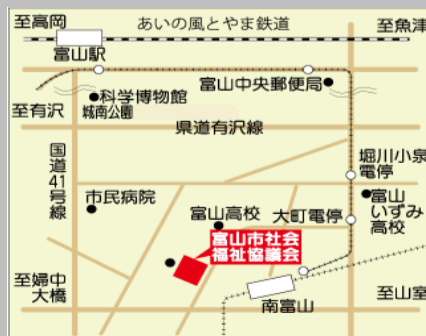 至高岡
あいの風とやま鉄道
至魚津
富山駅
富山中央郵便局
科学博物館
城南公園
至有沢
県道有沢線
国道41号線
堀川小泉
電停
市民病院
富山高校
大町電停
富山
いずみ
高校
富山市社会
福祉協議会
至婦中
大橋
南富山
至山室